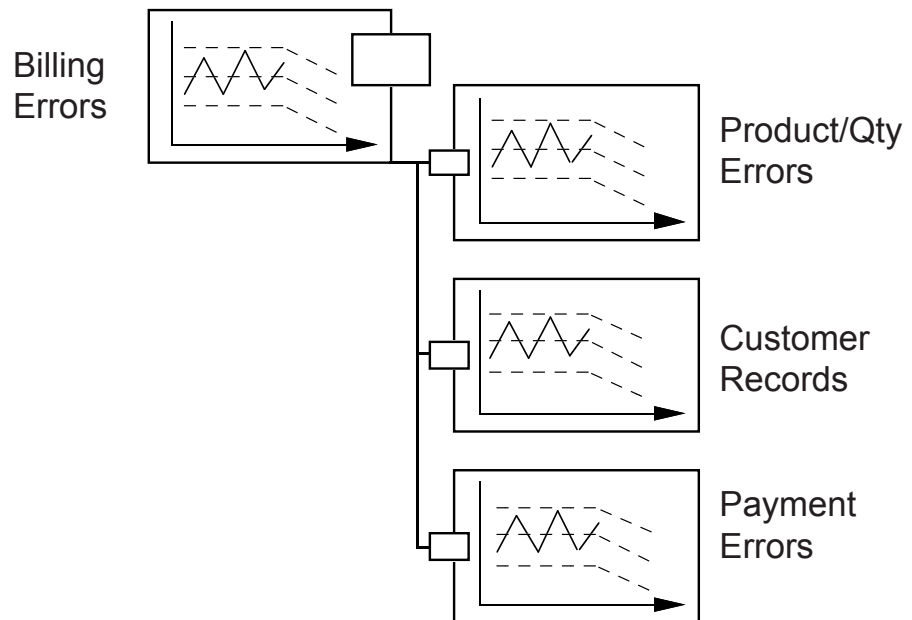 Billing
Errors
Product/Qty
Errors
Customer
Records
Payment
Errors